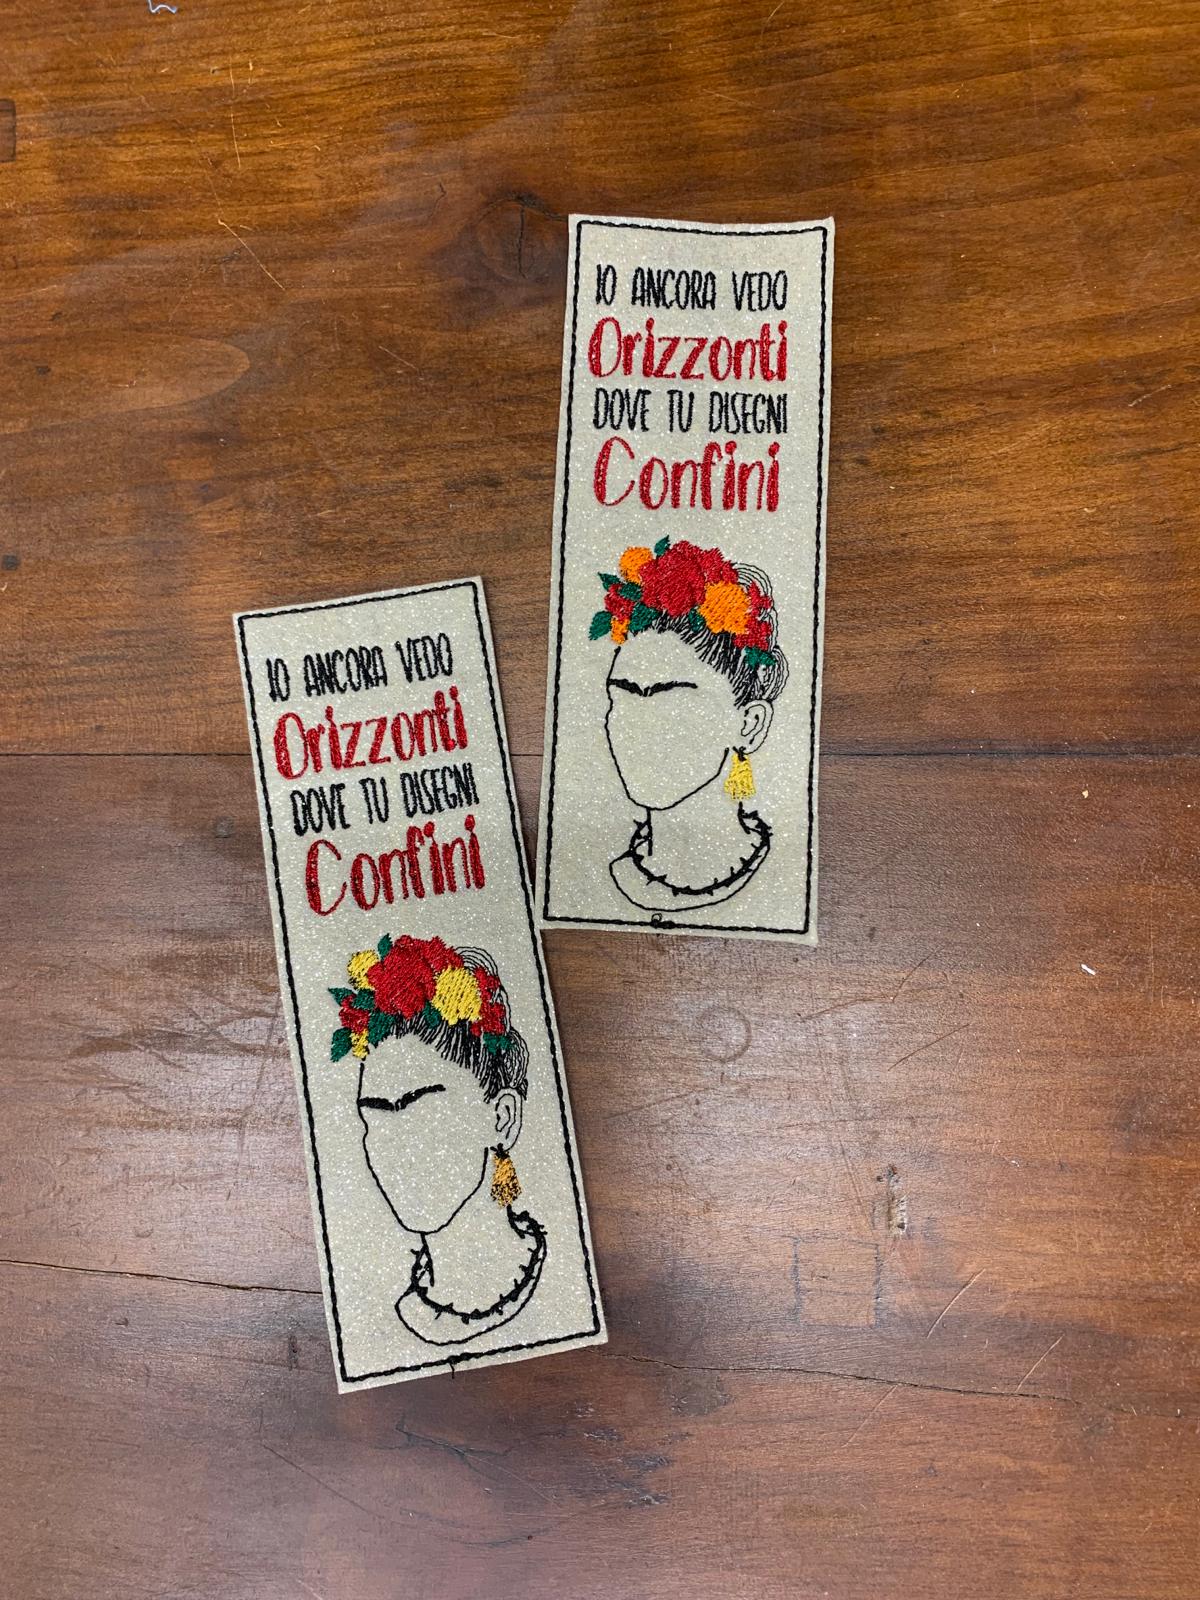 IO ANCORA VEDO
Orizzonti
DOVE TU DISEGNI
Confini
IO ANCORA VEDO
Orizzonti
DOVE TU DISEGNI
Confini